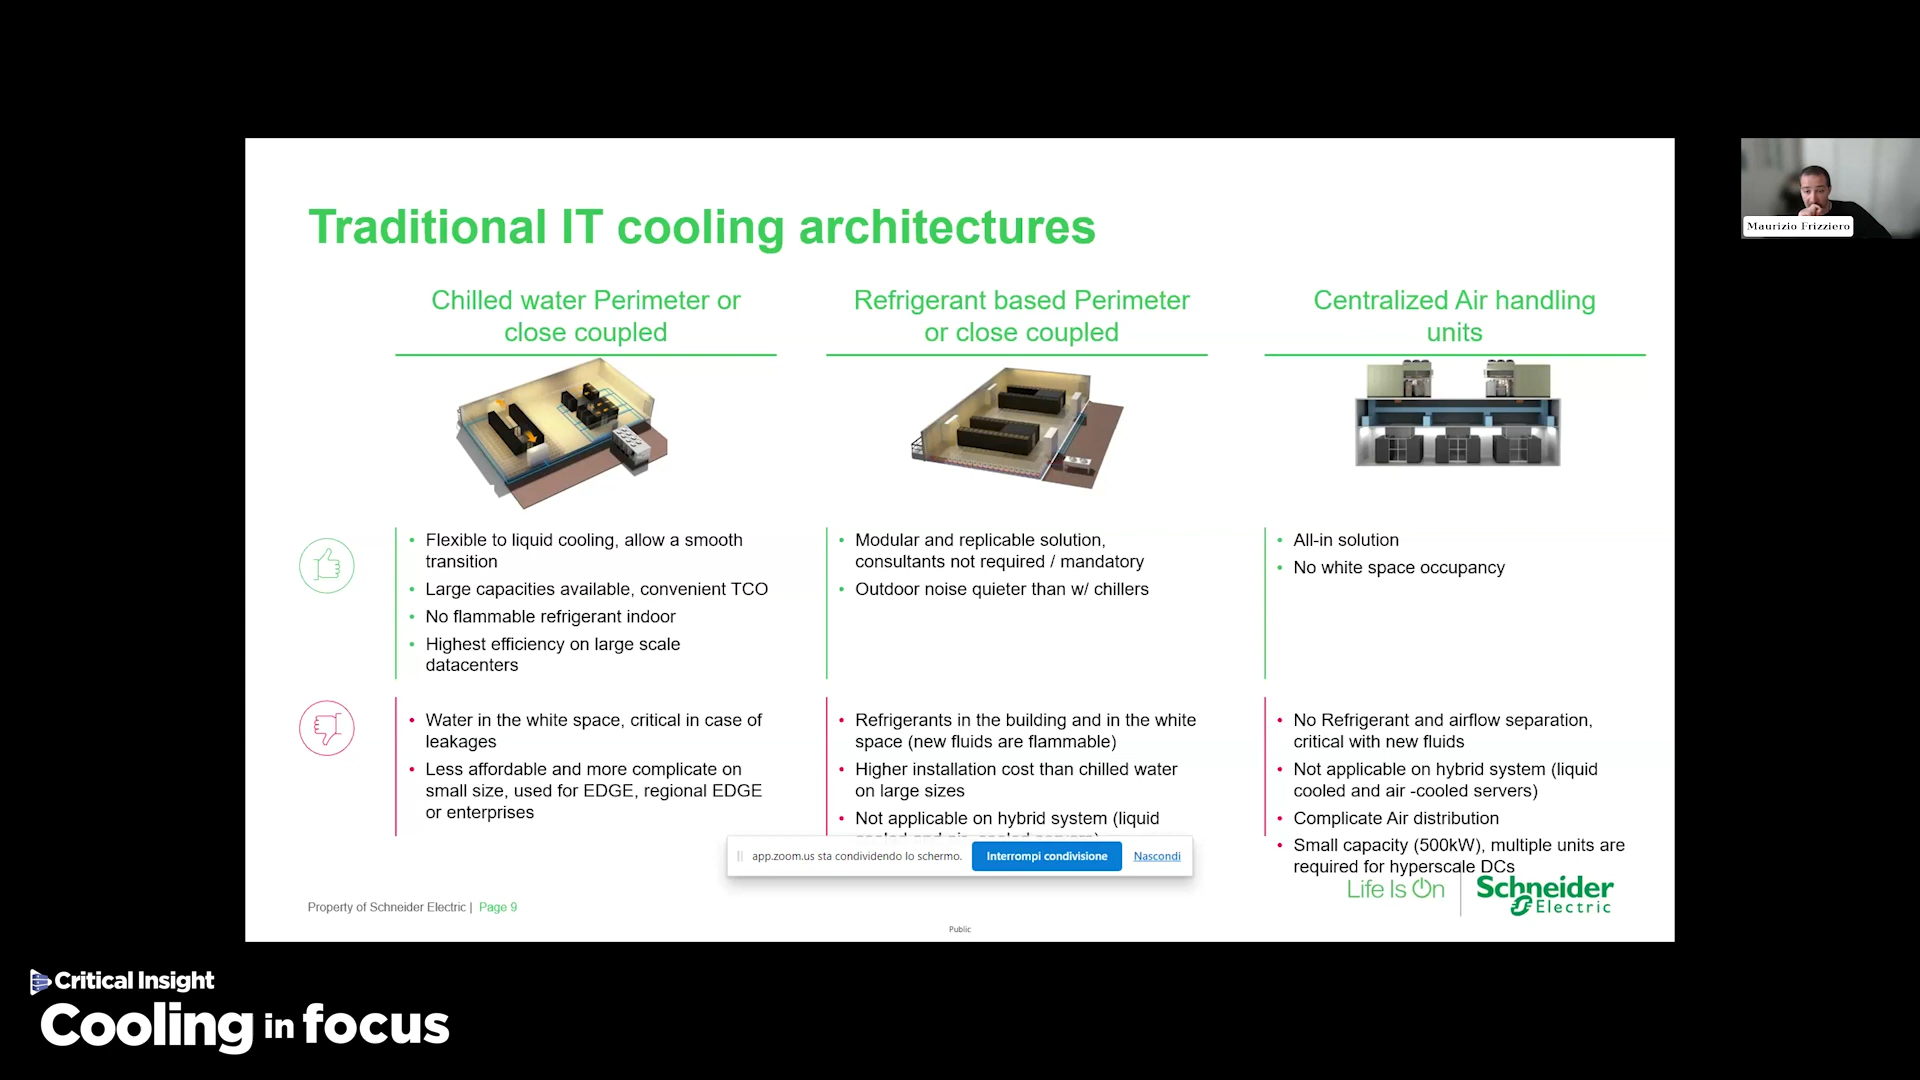 Traditional IT cooling architectures
Chilled water Perimeter or
close coupled
Refrigerant based Perimeter
or close coupled
Centralized Air handling
units
• Flexible to liquid cooling, allow a smooth
transition
• Large capacities available, convenient TCO
• No flammable refrigerant indoor
• Highest efficiency on large scale
datacenters
• Modular and replicable solution,
consultants not required / mandatory
• Outdoor noise quieter than w/ chillers
• All-in solution
• No white space occupancy
• Water in the white space, critical in case of
leakages
• Less affordable and more complicate on
small size, used for EDGE, regional EDGE
or enterprises
• Refrigerants in the building and in the white
space (new fluids are flammable)
• Higher installation cost than chilled water
on large sizes
• Not applicable on hybrid system (liquid
• No Refrigerant and airflow separation,
critical with new fluids
• Not applicable on hybrid system (liquid
cooled and air -cooled servers)
• Complicate Air distribution
• Small capacity (500kW), multiple units are
required for hyperscale DCs
app.zoom.us sta condividendo lo schermo.
Interrompi condivisione
Nascondi
Property of Schneider Electric | Page 9
Public
Life Is On
Schneider
Electric
Maurizio Frizziero
Critical Insight
Cooling in focus